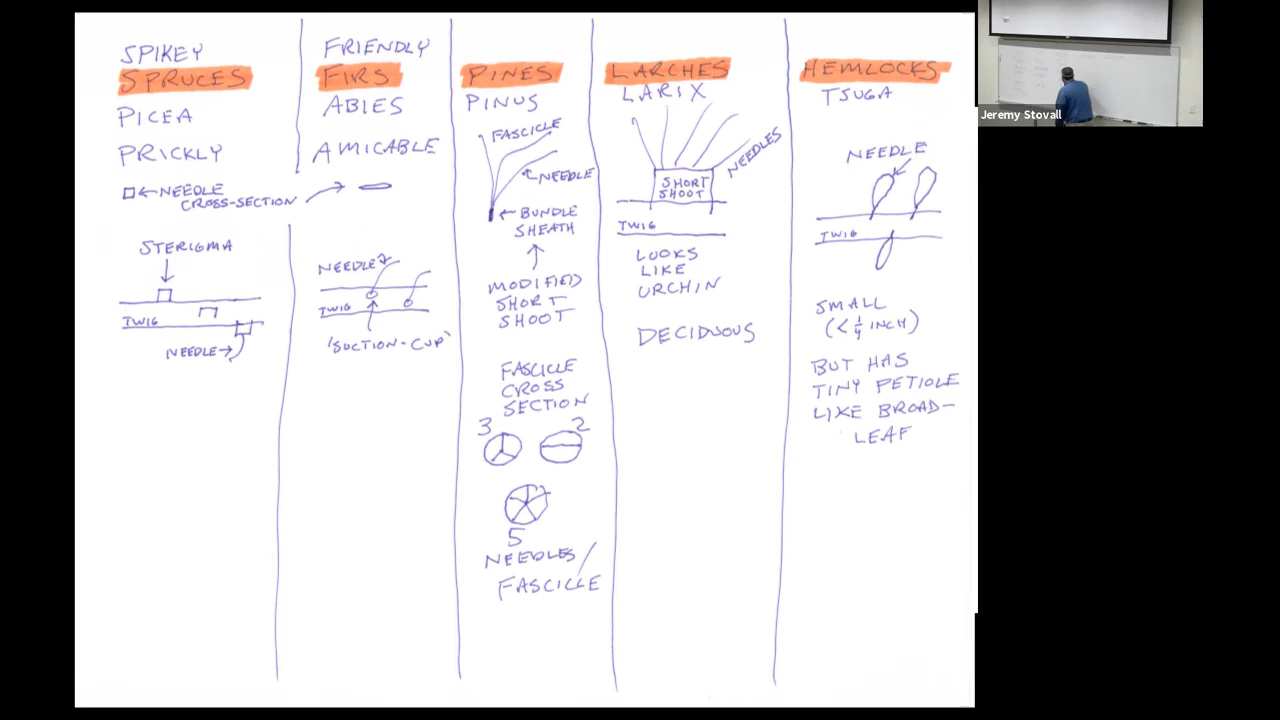 SPIKEY
SPRUCES
PICEA
PRICKLY
□←NEEDLE
CROSS-SECTION
STERIGMA
TWIG
NEEDLE→
FRIENDLY
FIRS
ABIES
AMICABLE
NEEDLE
TWIG
'SUCTION-CUP'
PINES
PINUS
FASCICLE
←NEEDLE
←BUNDLE
SHEATH
↑
MODIFIED
SHORT
SHOOT
FASCICLE
CROSS
SECTION
3 2
5
NEEDLES/
FASCICLE
LARCHES
LARIX
NEEDLES
SHORT
SHOOT
TWIG
LOOKS
LIKE
URCHIN
DECIDUOUS
HEMLOCKS
TSUGA
NEEDLE
TWIG
SMALL
(< 1/4 INCH)
BUT HAS
TINY PETIOLE
LIKE BROAD-
LEAF
Jeremy Stovall